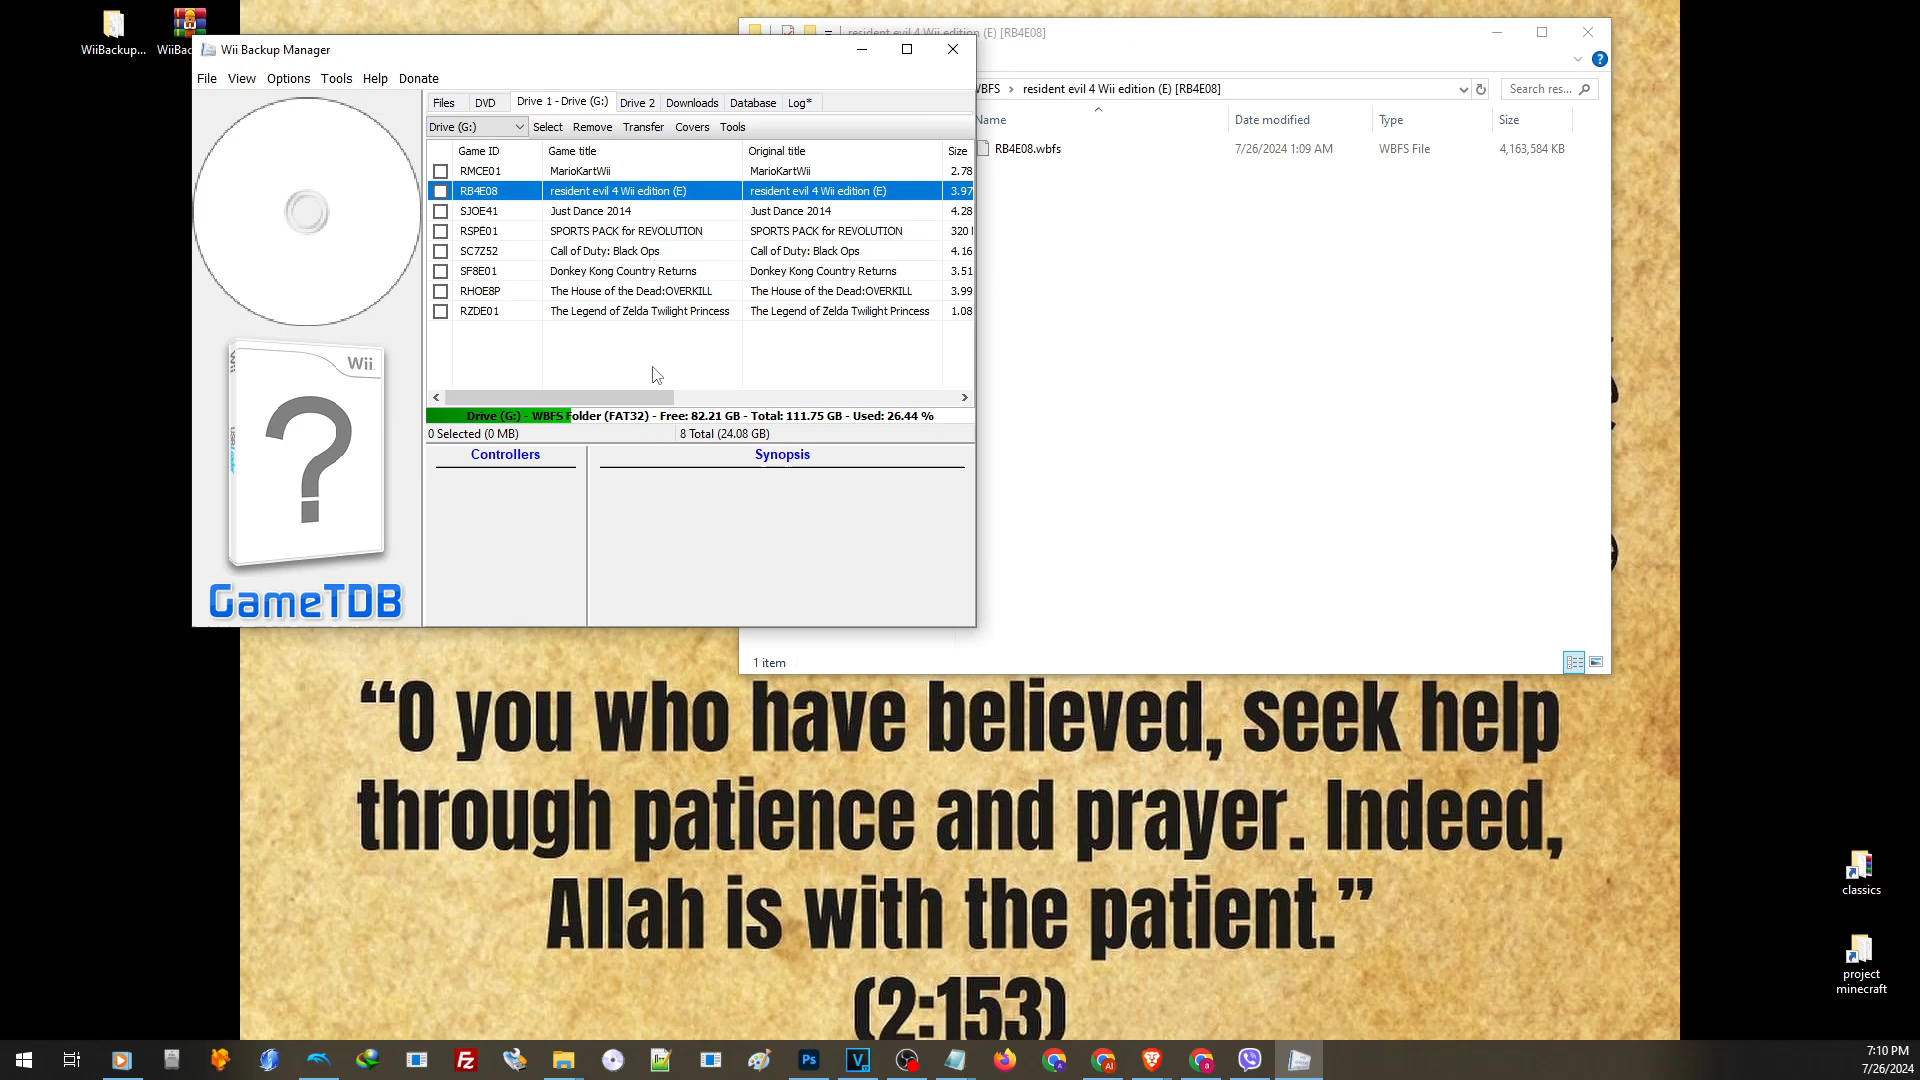 WiiBackup...
Wii Backup Manager
File View Options Tools Help Donate
Files DVD Drive 1 - Drive (G:) Drive 2 Downloads Database Log*
Drive (G:) Select Remove Transfer Covers Tools
Game ID Game title Original title Size
RMCE01 MarioKartWii MarioKartWii 2.78
RB4E08 resident evil 4 Wii edition (E) resident evil 4 Wii edition (E) 3.97
SJOE41 Just Dance 2014 Just Dance 2014 4.28
RSPE01 SPORTS PACK for REVOLUTION SPORTS PACK for REVOLUTION 320
SC7Z52 Call of Duty: Black Ops Call of Duty: Black Ops 4.16
SF8E01 Donkey Kong Country Returns Donkey Kong Country Returns 3.51
RHOE8P The House of the Dead:OVERKILL The House of the Dead:OVERKILL 3.99
RZDE01 The Legend of Zelda Twilight Princess The Legend of Zelda Twilight Princess 1.08
Drive (G:) - WBFS Folder (FAT32) - Free: 82.21 GB - Total: 111.75 GB - Used: 26.44 %
0 Selected (0 MB) 8 Total (24.08 GB)
Controllers Synopsis
Wii
GameTDB
resident evil 4 Wii edition (E) [RB4E08]
resident evil 4 Wii edition (E) [RB4E08]
Search res...
Date modified Type Size
RB4E08.wbfs 7/26/2024 1:09 AM WBFS File 4,163,584 KB
1 item
“O you who have believed, seek help
through patience and prayer. Indeed,
Allah is with the patient.”
(2:153)
classics
project
minecraft
7:10 PM
7/26/2024